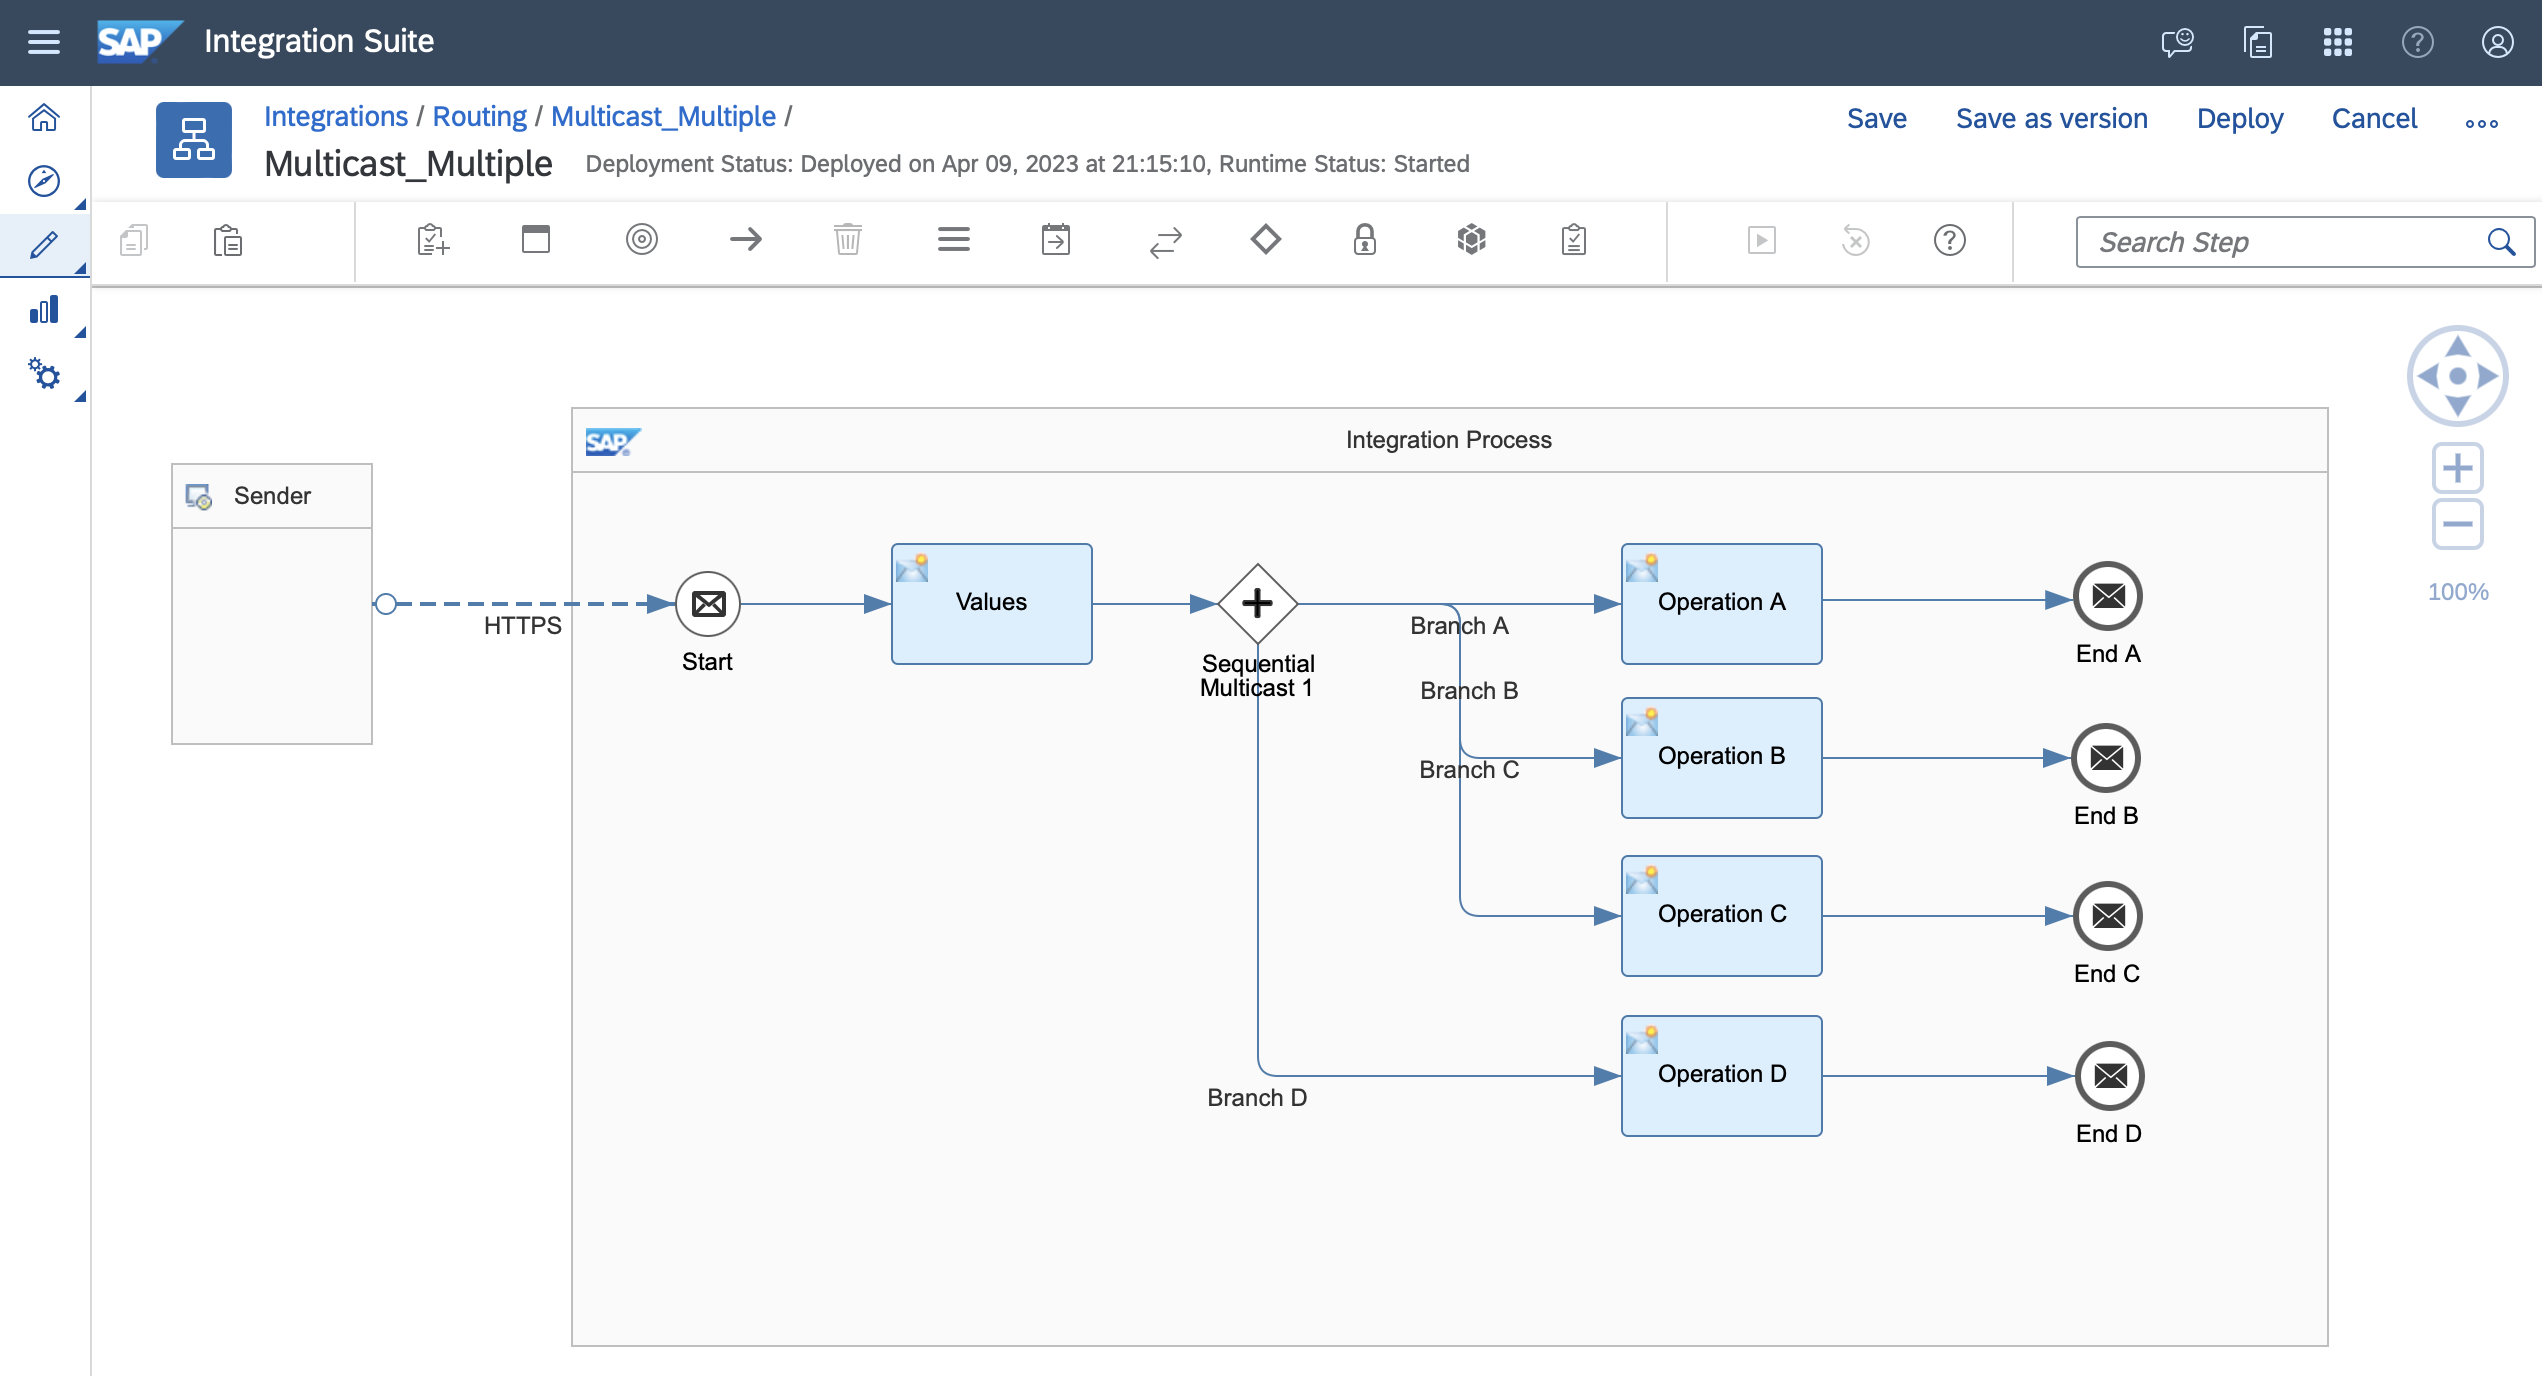 SAP Integration Suite
Integrations / Routing / Multicast_Multiple /
Save Save as version Deploy Cancel
Multicast_Multiple Deployment Status: Deployed on Apr 09, 2023 at 21:15:10, Runtime Status: Started
Search Step
SAP Integration Process
Sender
HTTPS
Start
Values
Sequential
Multicast 1
Branch A
Branch B
Branch C
Branch D
Operation A
End A
Operation B
End B
Operation C
End C
Operation D
End D
100%